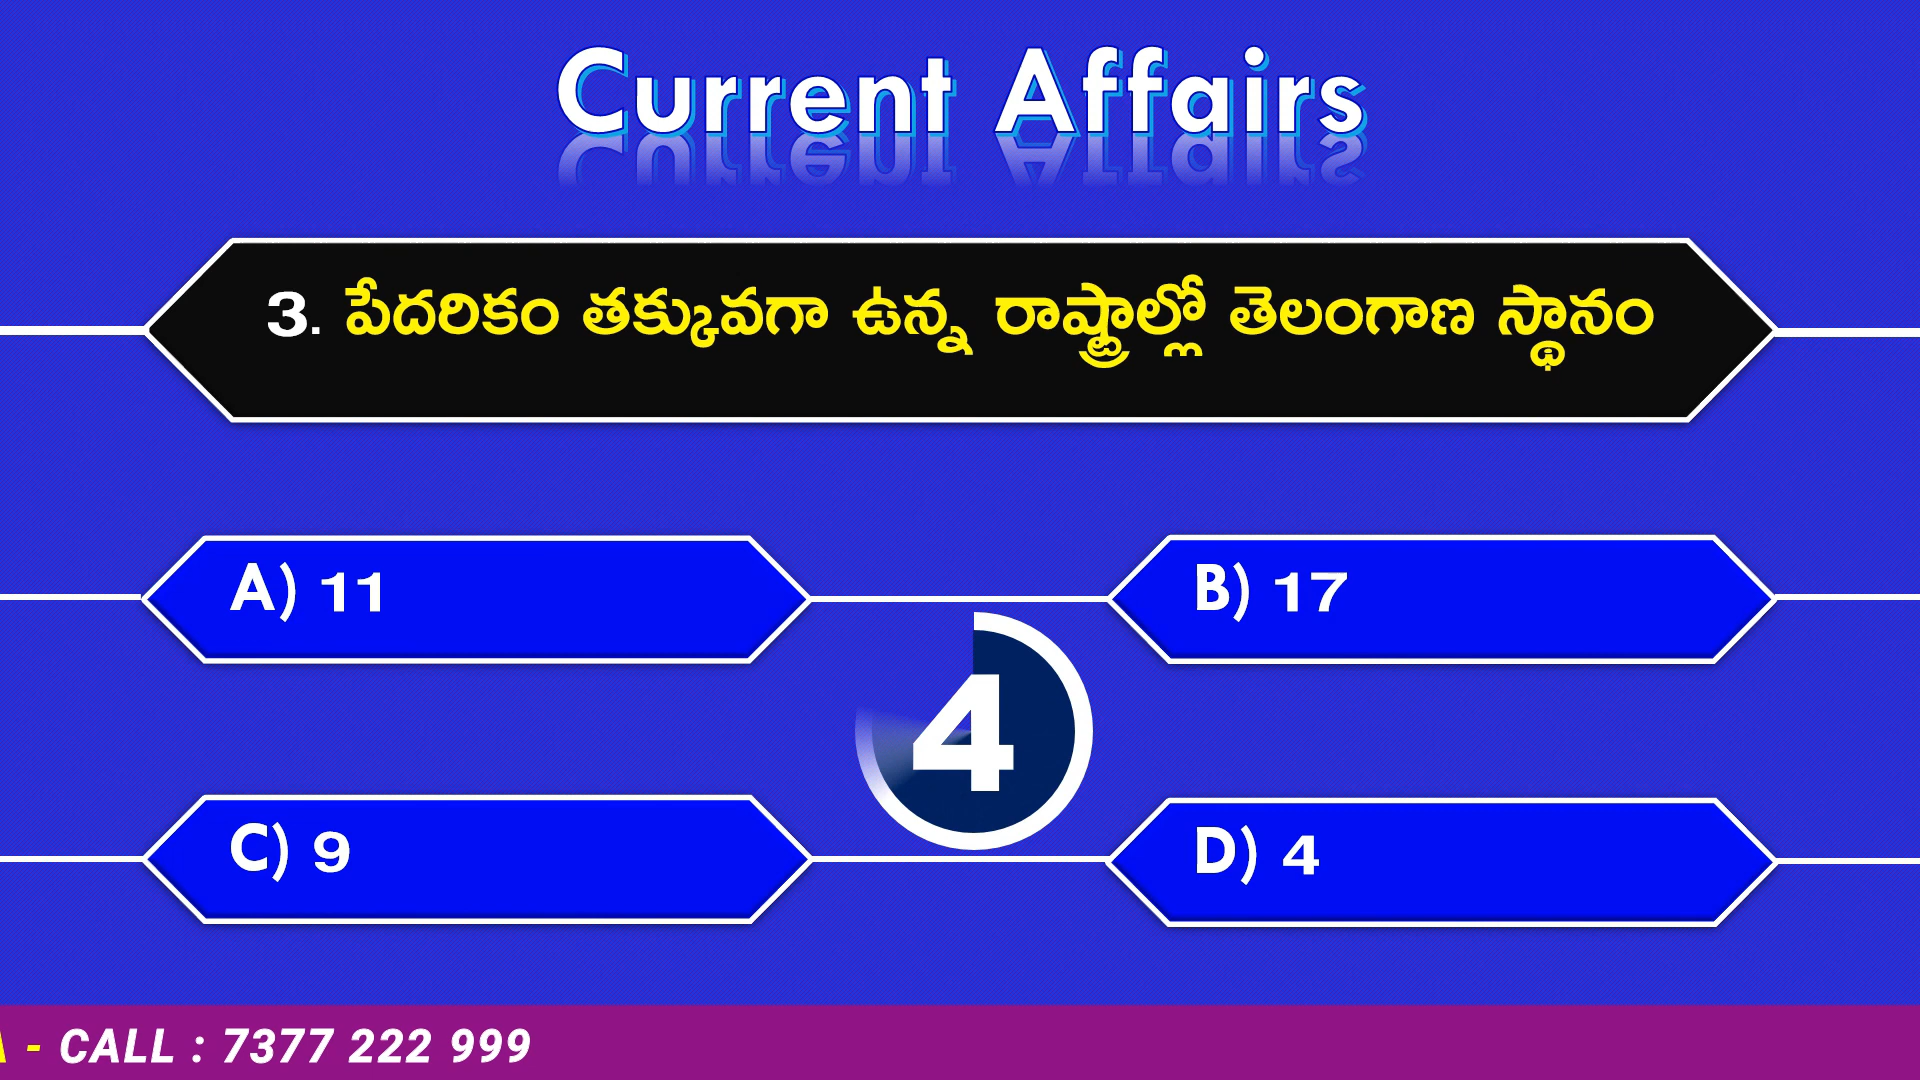 Current Affairs
3. పేదరికం తక్కువగా ఉన్న రాష్ట్రాల్లో తెలంగాణ స్థానం
A) 11
B) 17
4
C) 9
D) 4
- CALL : 7377 222 999